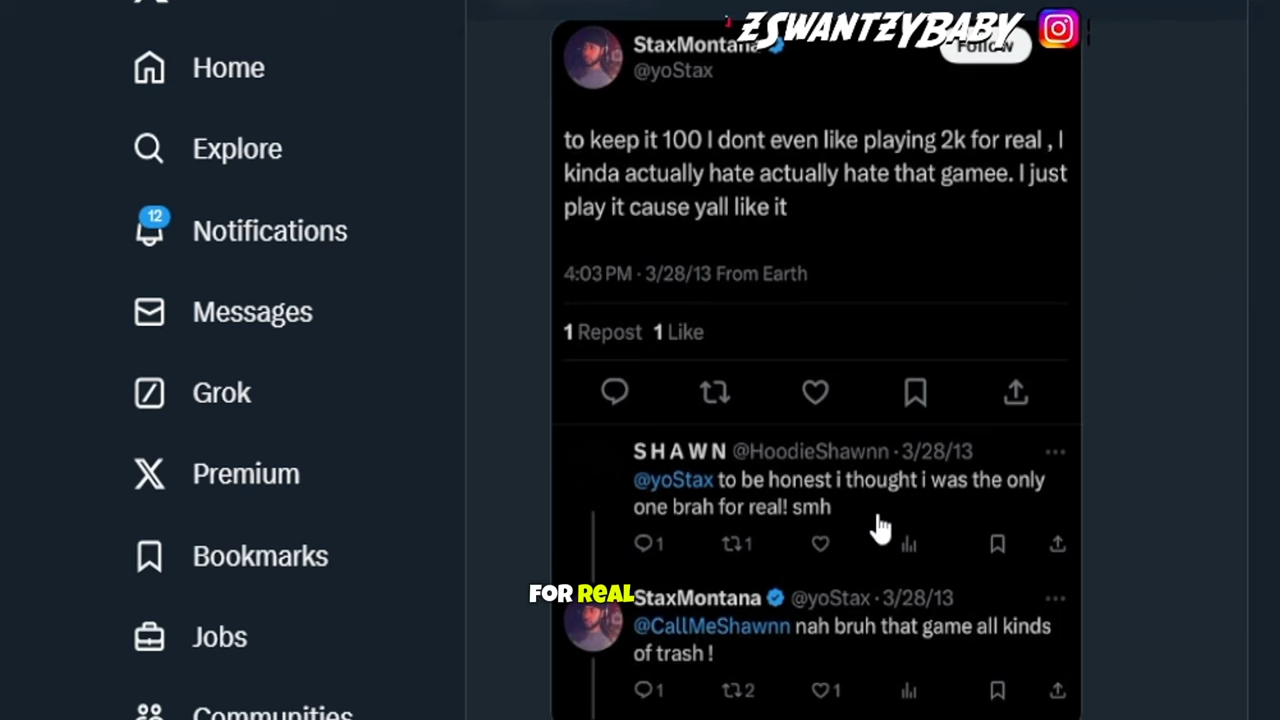 ZSWANTZYBABY
Home
Explore
12
Notifications
Messages
Grok
Premium
Bookmarks
Jobs
Communities
StaxMontana
Follow
@yoStax
to keep it 100 I dont even like playing 2k for real , I
kinda actually hate actually hate that gamee. I just
play it cause yall like it
4:03 PM · 3/28/13 From Earth
1 Repost 1 Like
S H A W N @HoodieShawnn · 3/28/13
@yoStax to be honest i thought i was the only
one brah for real! smh
1 1
FOR REAL
StaxMontana @yoStax · 3/28/13
@CallMeShawnn nah bruh that game all kinds
of trash !
1 2 1